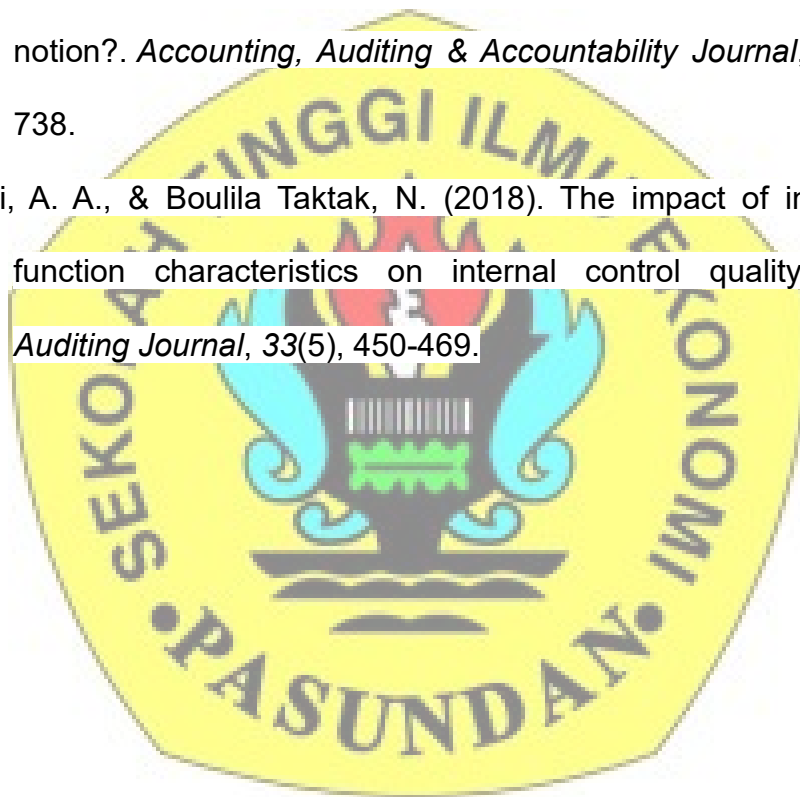 notion?. Accounting, Auditing & Accountability Journal,
738.
i, A. A., & Boulila Taktak, N. (2018). The impact of in
function characteristics on internal control quality
Auditing Journal, 33(5), 450-469.
SEKOLAH TINGGI ILMU EKONOMI
•PASUNDAN•